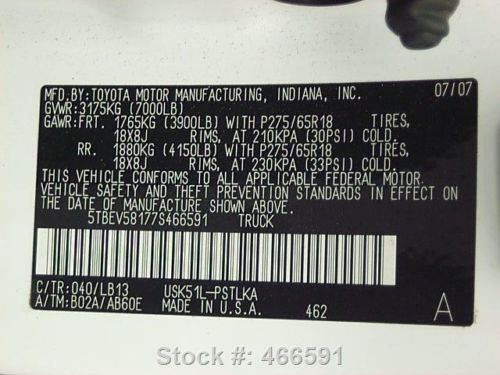 MFD.BY:TOYOTA MOTOR MANUFACTURING, INDIANA, INC.
07/07
GVWR:3175KG (7000LB)
GAWR:FRT. 1765KG (3900LB) WITH P275/65R18 TIRES,
18X8J RIMS, AT 210KPA (30PSI) COLD.
RR. 1880KG (4150LB) WITH P275/65R18 TIRES,
18X8J RIMS, AT 230KPA (33PSI) COLD.
THIS VEHICLE CONFORMS TO ALL APPLICABLE FEDERAL MOTOR
VEHICLE SAFETY AND THEFT PREVENTION STANDARDS IN EFFECT
ON THE DATE OF MANUFACTURE SHOWN ABOVE.
5TBEV58177S466591 TRUCK
C/TR:040/LB13 USK51L-PSTLKA
A/TM:B02A/AB60E MADE IN U.S.A. 462 A
Stock #: 466591